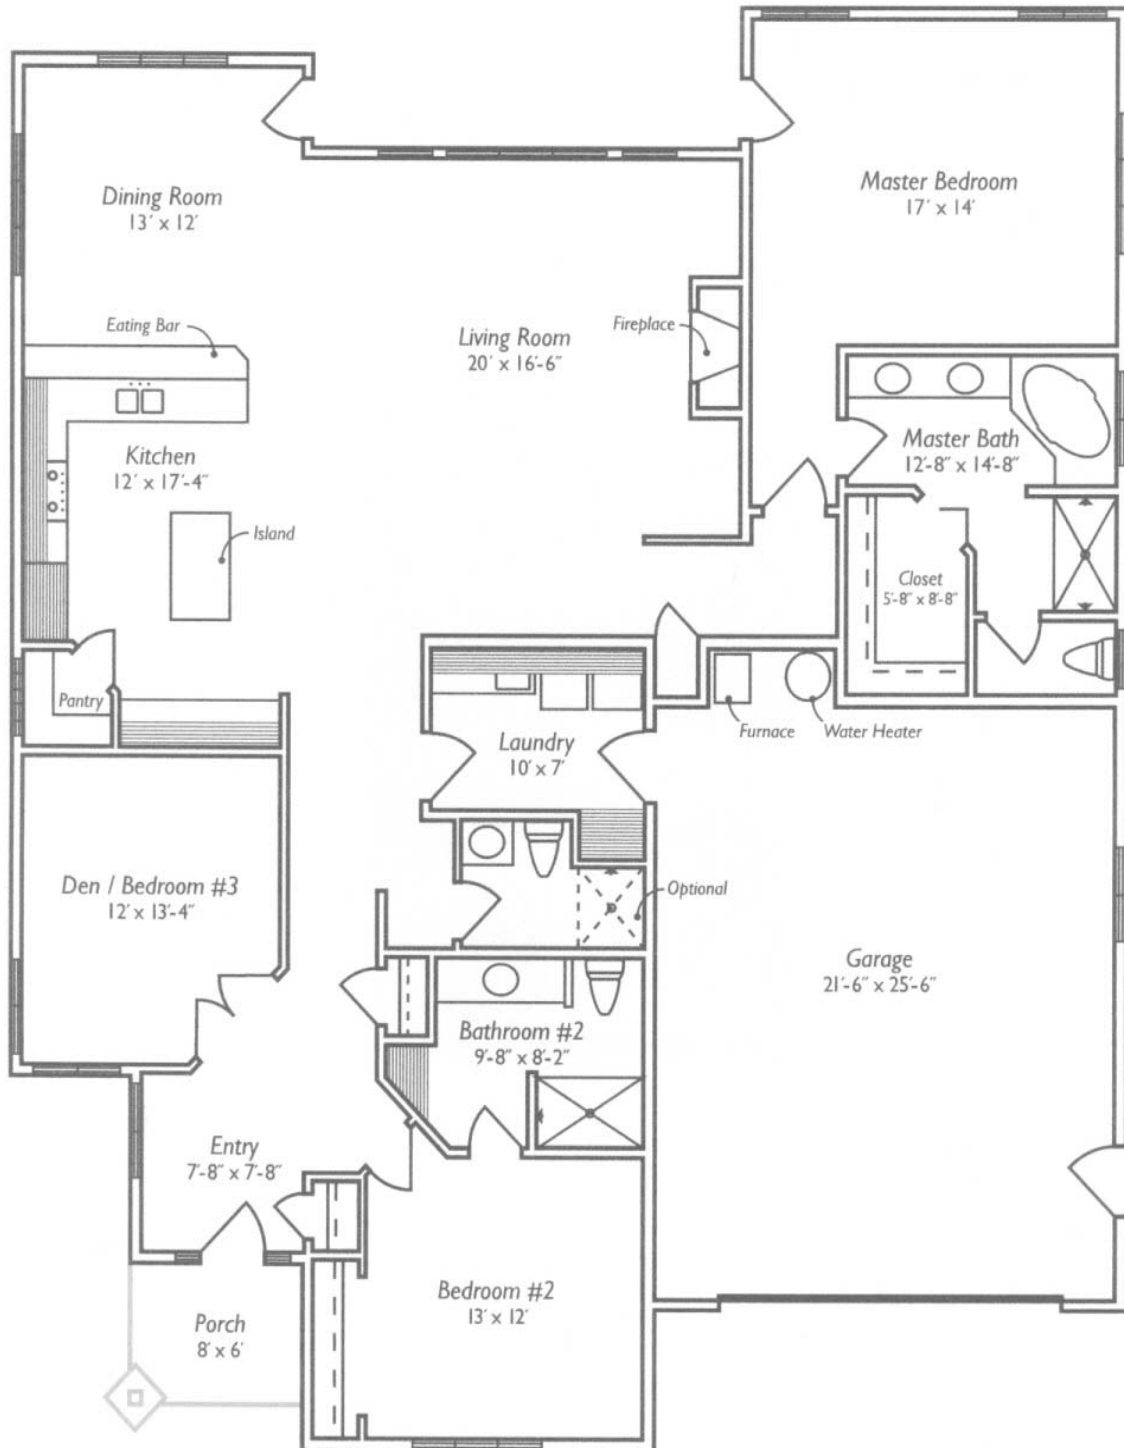 Dining Room
13' x 12'
Master Bedroom
17' x 14'
Eating Bar
Living Room
20' x 16'-6"
Fireplace
Kitchen
12' x 17'-4"
Master Bath
12'-8" x 14'-8"
Island
Closet
5'-8" x 8'-8"
Pantry
Laundry
10' x 7'
Furnace
Water Heater
Den / Bedroom #3
12' x 13'-4"
Optional
Garage
21'-6" x 25'-6"
Bathroom #2
9'-8" x 8'-2"
Entry
7'-8" x 7'-8"
Bedroom #2
13' x 12'
Porch
8' x 6'